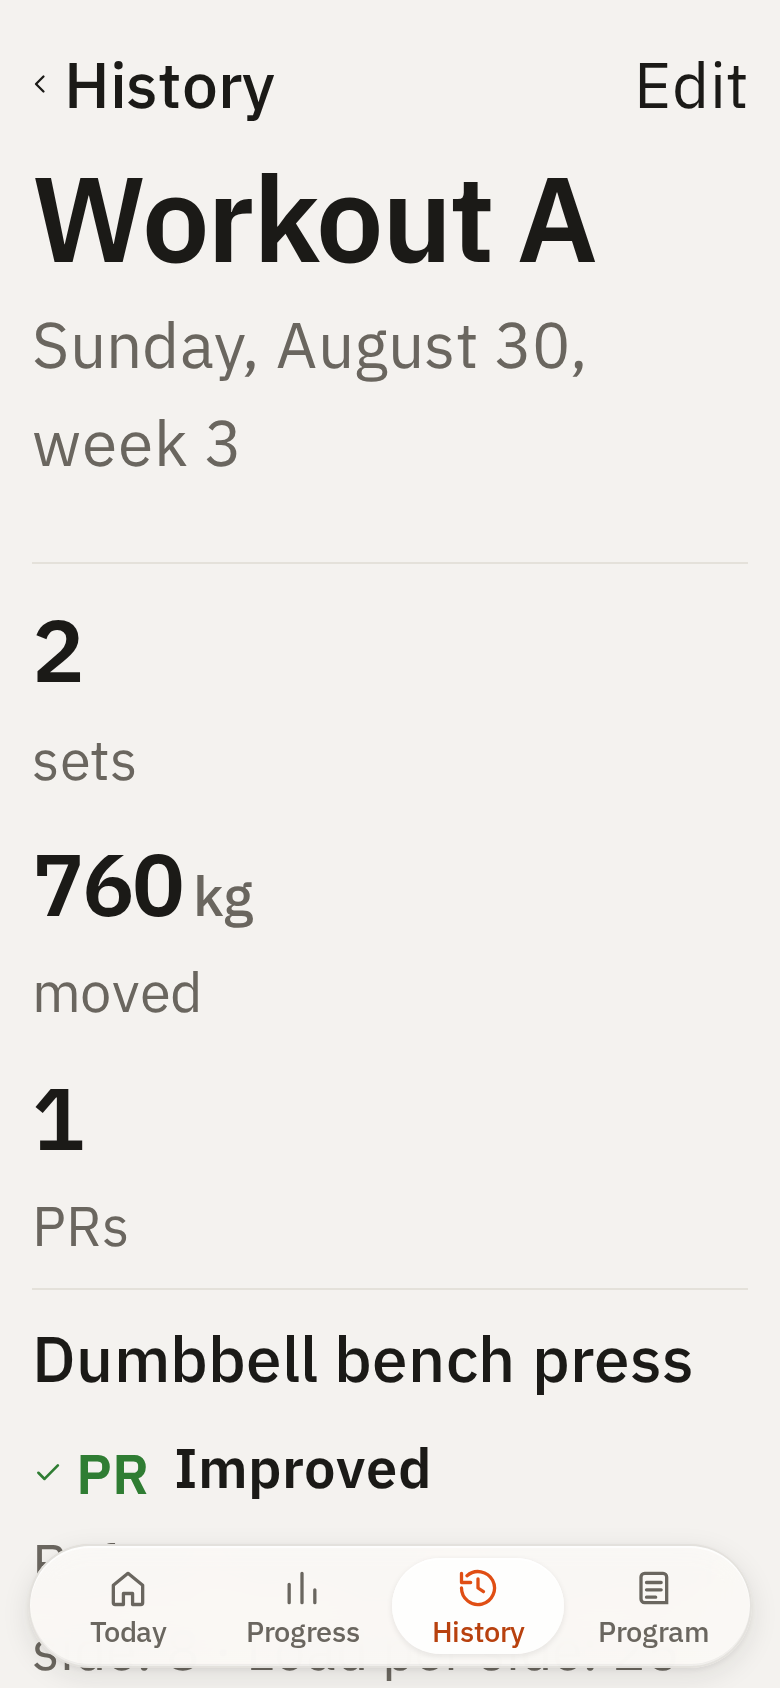 History
Edit
Workout A
Sunday, August 30,
week 3
2
sets
760 kg
moved
1
PRs
Dumbbell bench press
PR Improved
Today
Progress
History
Program